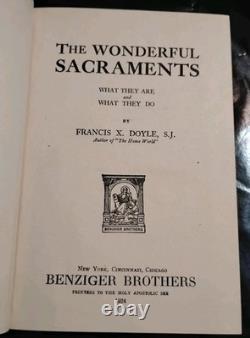 THE WONDERFUL
SACRAMENTS
WHAT THEY ARE
and
WHAT THEY DO
BY
FRANCIS X. DOYLE, S.J.
Author of "The Home World"
BENZIGER BROTHERS
NEW YORK, CINCINNATI, CHICAGO
BENZIGER BROTHERS
PRINTERS TO THE HOLY APOSTOLIC SEE
1924